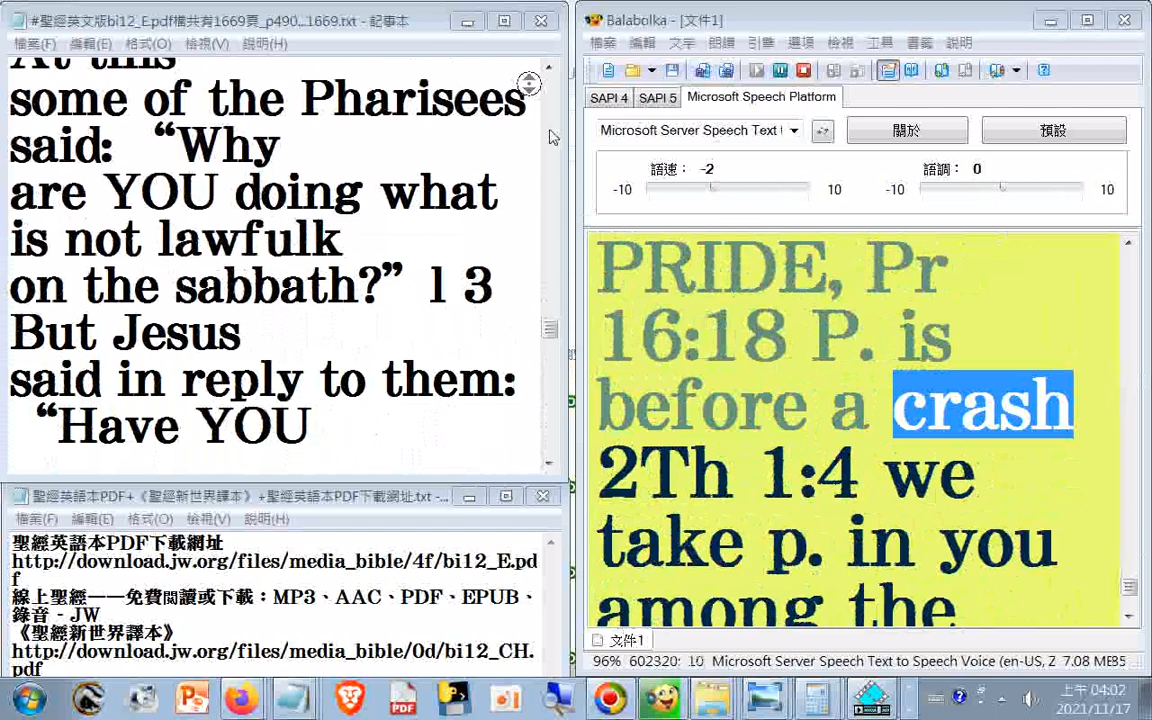 #聖經英文版bi12_E.pdf檔共有1669頁_p490,..1669.txt - 記事本
檔案(F) 編輯(E) 格式(O) 檢視(V) 說明(H)
At this
some of the Pharisees
said: “Why
are YOU doing what
is not lawfulk
on the sabbath?” l 3
But Jesus
said in reply to them:
“Have YOU
聖經英語本PDF+《聖經新世界譯本》+聖經英語本PDF下載網址.txt -...
檔案(F) 編輯(E) 格式(O) 檢視(V) 說明(H)
聖經英語本PDF下載網址
http://download.jw.org/files/media_bible/4f/bi12_E.pd
f
線上聖經——免費閱讀或下載：MP3、AAC、PDF、EPUB、
錄音 - JW
《聖經新世界譯本》
http://download.jw.org/files/media_bible/0d/bi12_CH.
pdf
Balabolka - [文件1]
檔案 編輯 文字 朗讀 引擎 選項 檢視 工具 書籤 說明
SAPI 4 SAPI 5 Microsoft Speech Platform
Microsoft Server Speech Text 關於 預設
語速： -2 語調： 0
-10 10 -10 10
PRIDE, Pr
16:18 P. is
before a crash
2Th 1:4 we
take p. in you
among the
文件1
96% 602320: 10 Microsoft Server Speech Text to Speech Voice (en-US, Z 7.08 MB
PDF
上午 04:02
2021/11/17